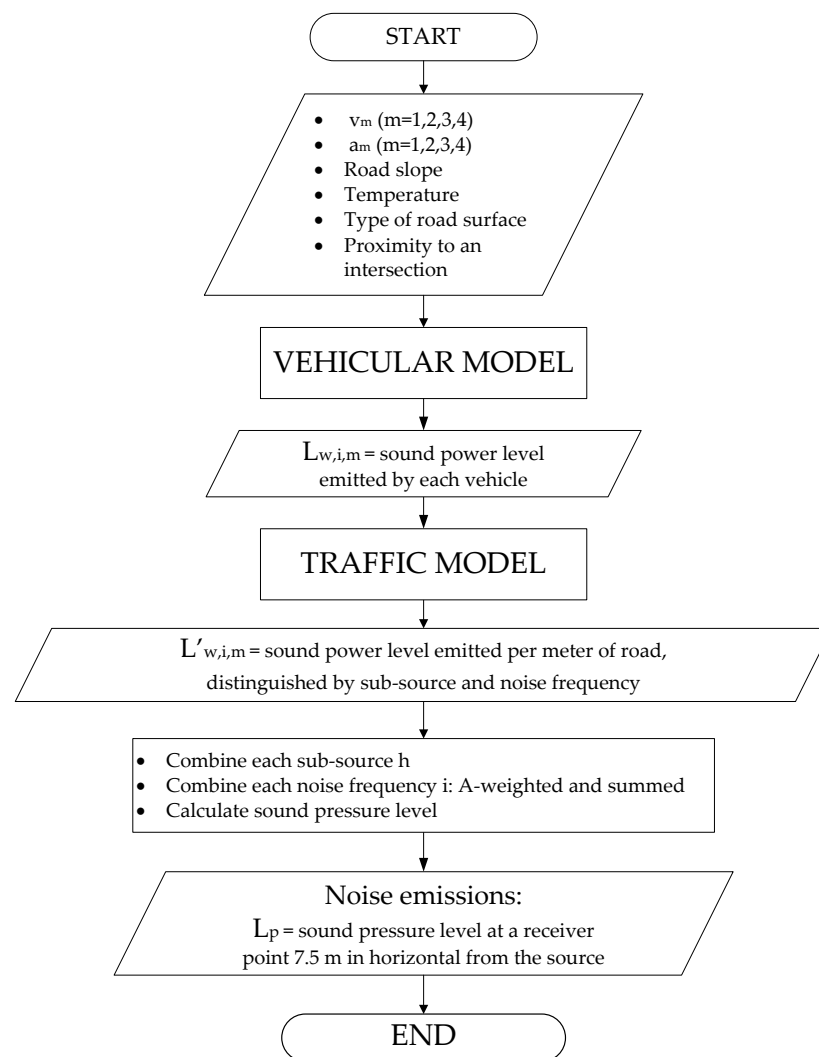 START
• vm (m=1,2,3,4)
• am (m=1,2,3,4)
• Road slope
• Temperature
• Type of road surface
• Proximity to an
intersection
VEHICULAR MODEL
Lw,i,m = sound power level
emitted by each vehicle
TRAFFIC MODEL
L’w,i,m = sound power level emitted per meter of road,
distinguished by sub-source and noise frequency
• Combine each sub-source h
• Combine each noise frequency i: A-weighted and summed
• Calculate sound pressure level
Noise emissions:
Lp = sound pressure level at a receiver
point 7.5 m in horizontal from the source
END